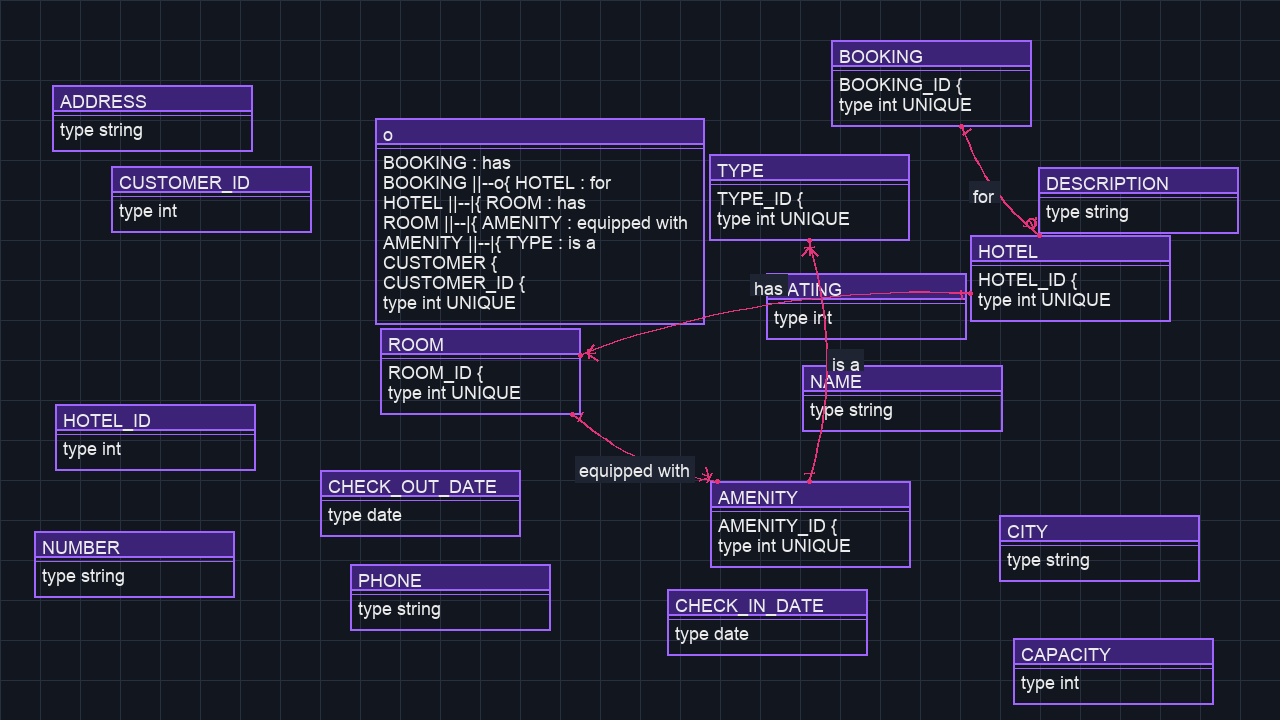 BOOKING
BOOKING_ID {
type int UNIQUE
ADDRESS
type string
o
BOOKING : has
BOOKING ||--o{ HOTEL : for
HOTEL ||--|{ ROOM : has
ROOM ||--|{ AMENITY : equipped with
AMENITY ||--|{ TYPE : is a
CUSTOMER {
CUSTOMER_ID {
type int UNIQUE
TYPE
TYPE_ID {
type int UNIQUE
CUSTOMER_ID
type int
DESCRIPTION
type string
for
HOTEL
HOTEL_ID {
type int UNIQUE
has
ATING
type int
ROOM
ROOM_ID {
type int UNIQUE
is a
NAME
type string
HOTEL_ID
type int
equipped with
CHECK_OUT_DATE
type date
AMENITY
AMENITY_ID {
type int UNIQUE
CITY
type string
NUMBER
type string
PHONE
type string
CHECK_IN_DATE
type date
CAPACITY
type int